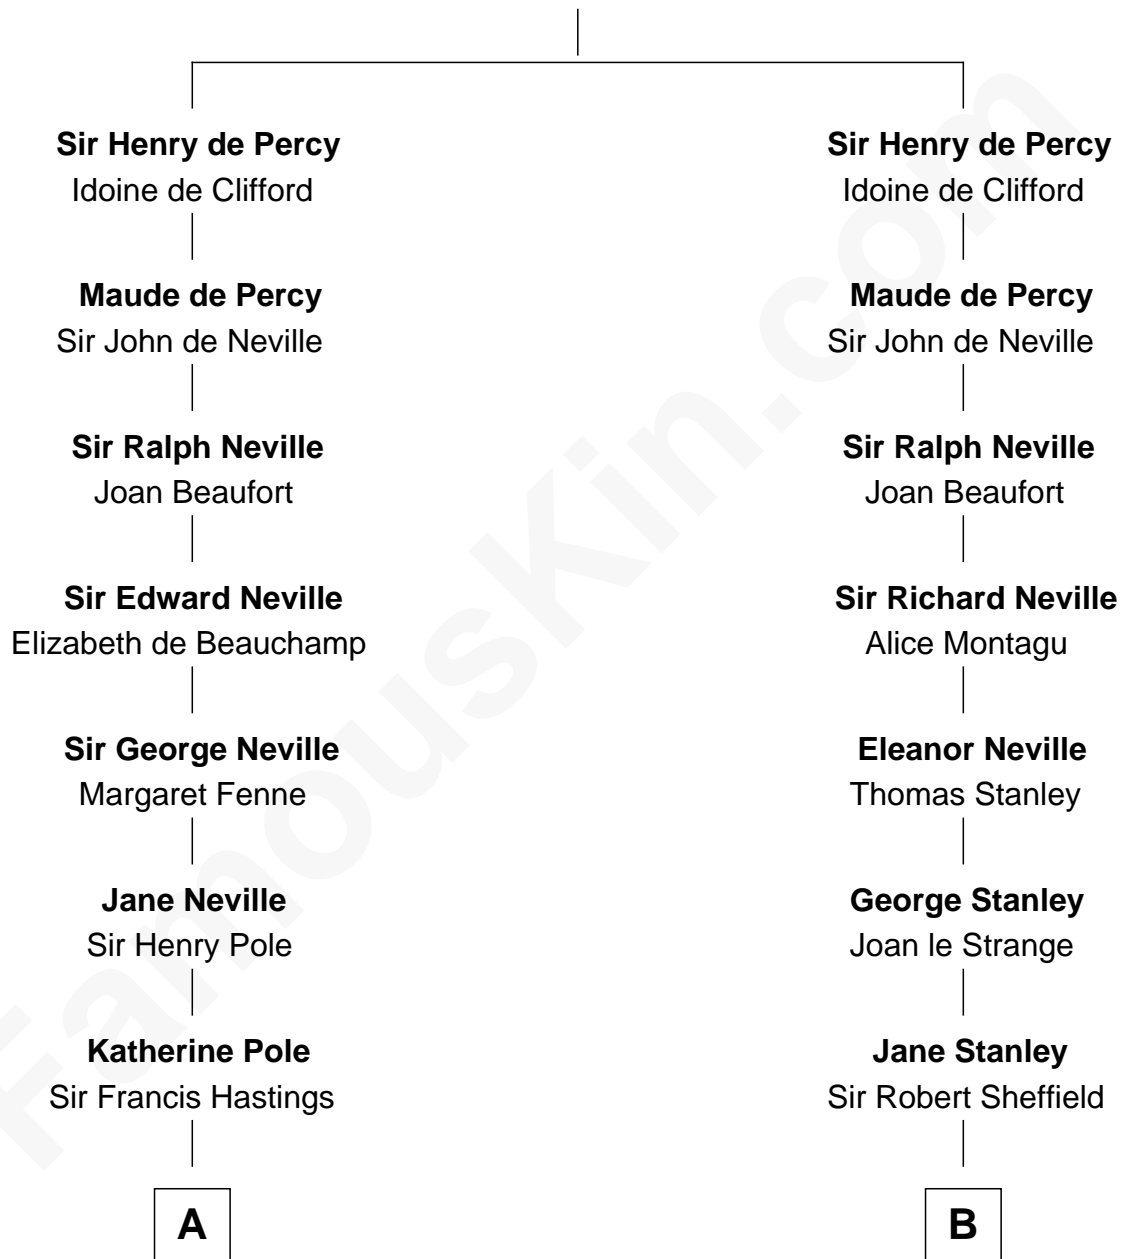 Sir Henry de Percy
Idoine de Clifford
Maude de Percy
Sir John de Neville
Sir Ralph Neville
Joan Beaufort
Sir Edward Neville
Elizabeth de Beauchamp
Sir George Neville
Margaret Fenne
Jane Neville
Sir Henry Pole
Katherine Pole
Sir Francis Hastings
A
Sir Henry de Percy
Idoine de Clifford
Maude de Percy
Sir John de Neville
Sir Ralph Neville
Joan Beaufort
Sir Richard Neville
Alice Montagu
Eleanor Neville
Thomas Stanley
George Stanley
Joan le Strange
Jane Stanley
Sir Robert Sheffield
B
FamousKin.com